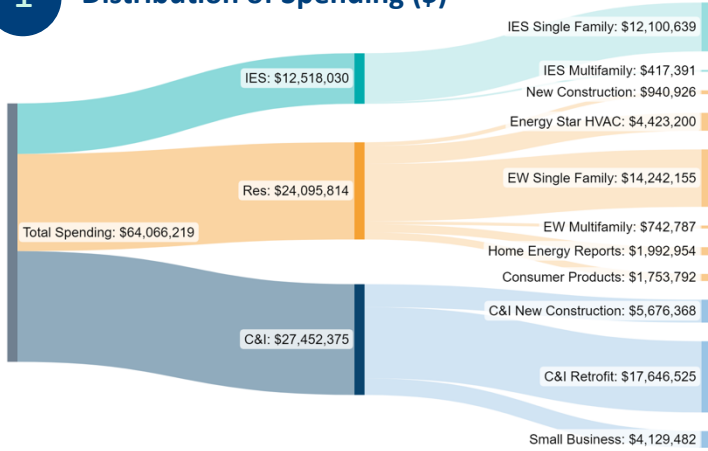 1
Distribution of Spending ($)
IES Single Family: $12,100,639
IES: $12,518,030
IES Multifamily: $417,391
New Construction: $940,926
Energy Star HVAC: $4,423,200
Res: $24,095,814
EW Single Family: $14,242,155
Total Spending: $64,066,219
EW Multifamily: $742,787
Home Energy Reports: $1,992,954
Consumer Products: $1,753,792
C&I New Construction: $5,676,368
C&I: $27,452,375
C&I Retrofit: $17,646,525
Small Business: $4,129,482